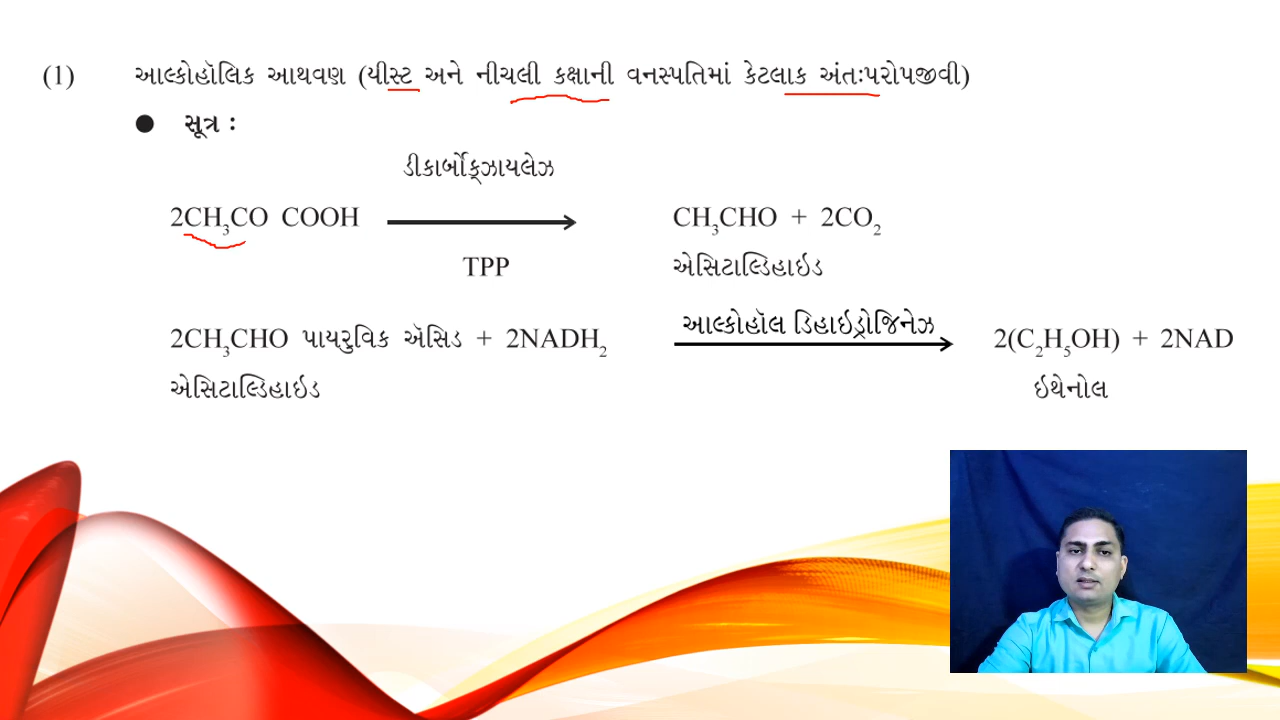 (1) આલ્કોહૉલિક આથવણ (યીસ્ટ અને નીચલી કક્ષાની વનસ્પતિમાં કેટલાક અંતઃપરોપજીવી)
● સૂત્ર :
ડીકાર્બોક્ઝાયલેઝ
2CH₃CO COOH ⟶ CH₃CHO + 2CO₂
TPP
એસિટાલ્ડિહાઇડ
આલ્કોહૉલ ડિહાઇડ્રોજિનેઝ
2CH₃CHO પાયરુવિક ઍસિડ + 2NADH₂ ⟶ 2(C₂H₅OH) + 2NAD
એસિટાલ્ડિહાઇડ ઇથેનોલ